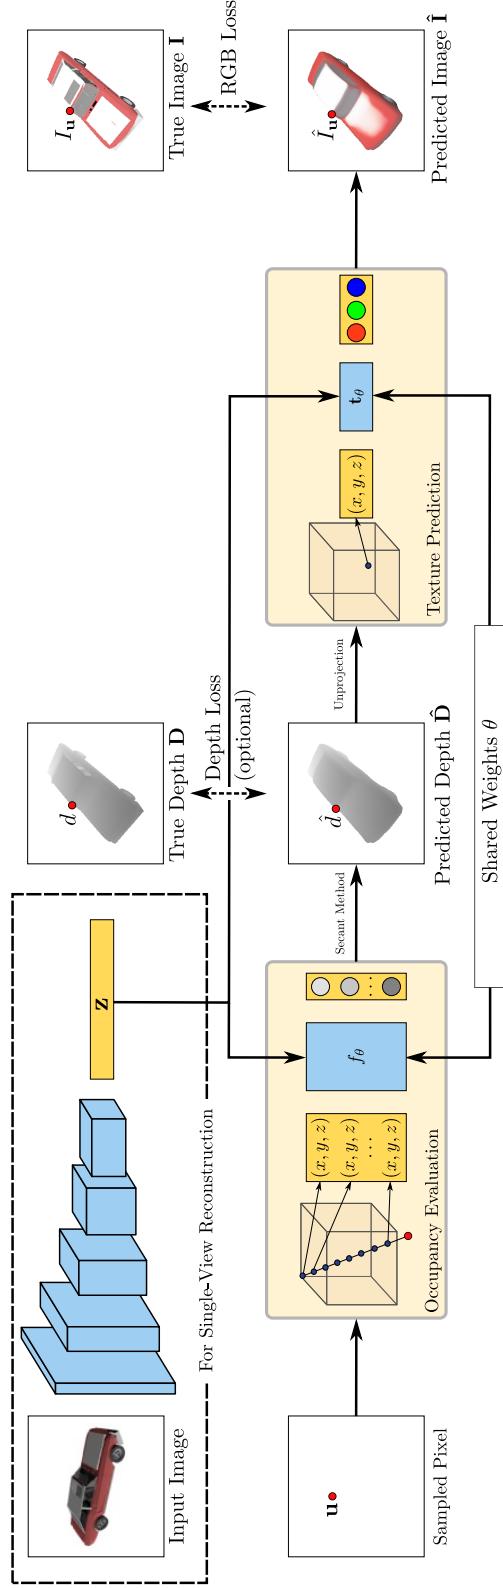 Input Image
z
For Single-View Reconstruction
d
True Depth D
Depth Loss
(optional)
I_u
True Image I
RGB Loss
u
Sampled Pixel
(x, y, z)
(x, y, z)
...
(x, y, z)
f_θ
...
Occupancy Evaluation
Secant Method
d̂
Predicted Depth D̂
Unprojection
(x, y, z)
t_θ
Texture Prediction
Î_u
Predicted Image Î
Shared Weights θ